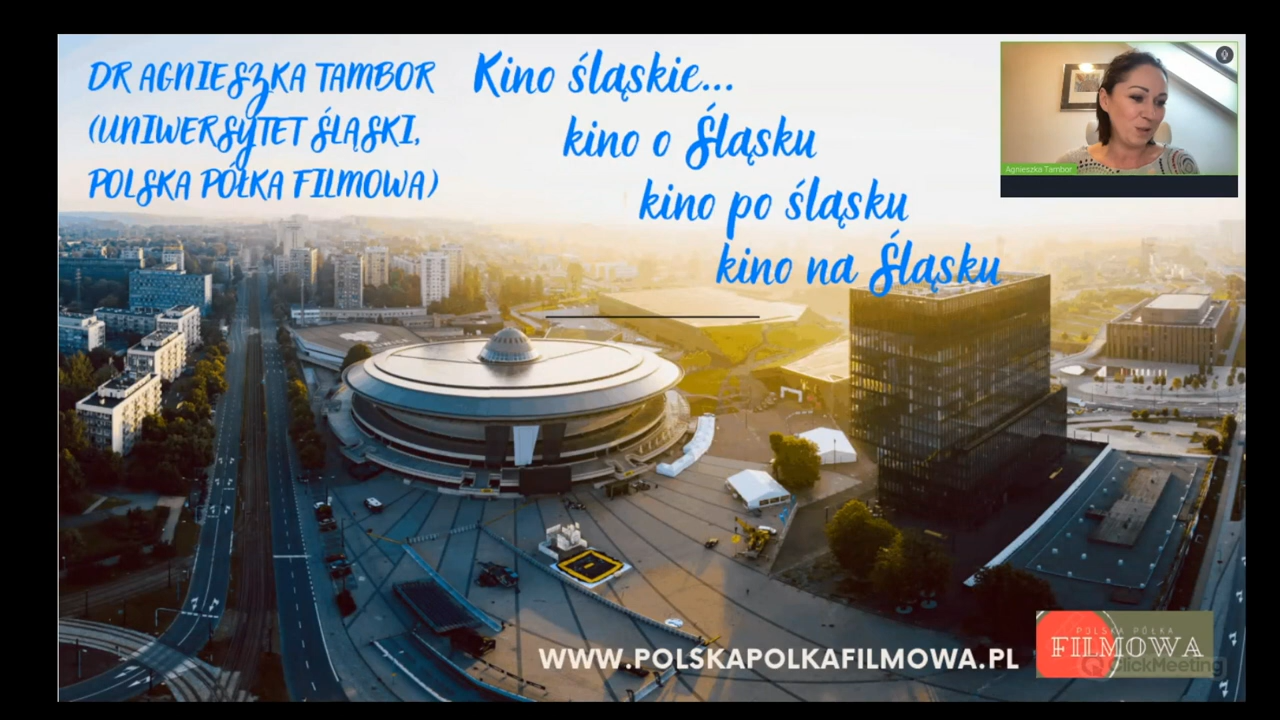 DR AGNIESZKA TAMBOR
(UNIWERSYTET ŚLĄSKI,
POLSKA PÓŁKA FILMOWA)
Kino śląskie...
kino o Śląsku
kino po śląsku
kino na Śląsku
Agnieszka Tambor
WWW.POLSKAPOLKAFILMOWA.PL
POLSKA PÓŁKA
FILMOWA
ClickMeeting